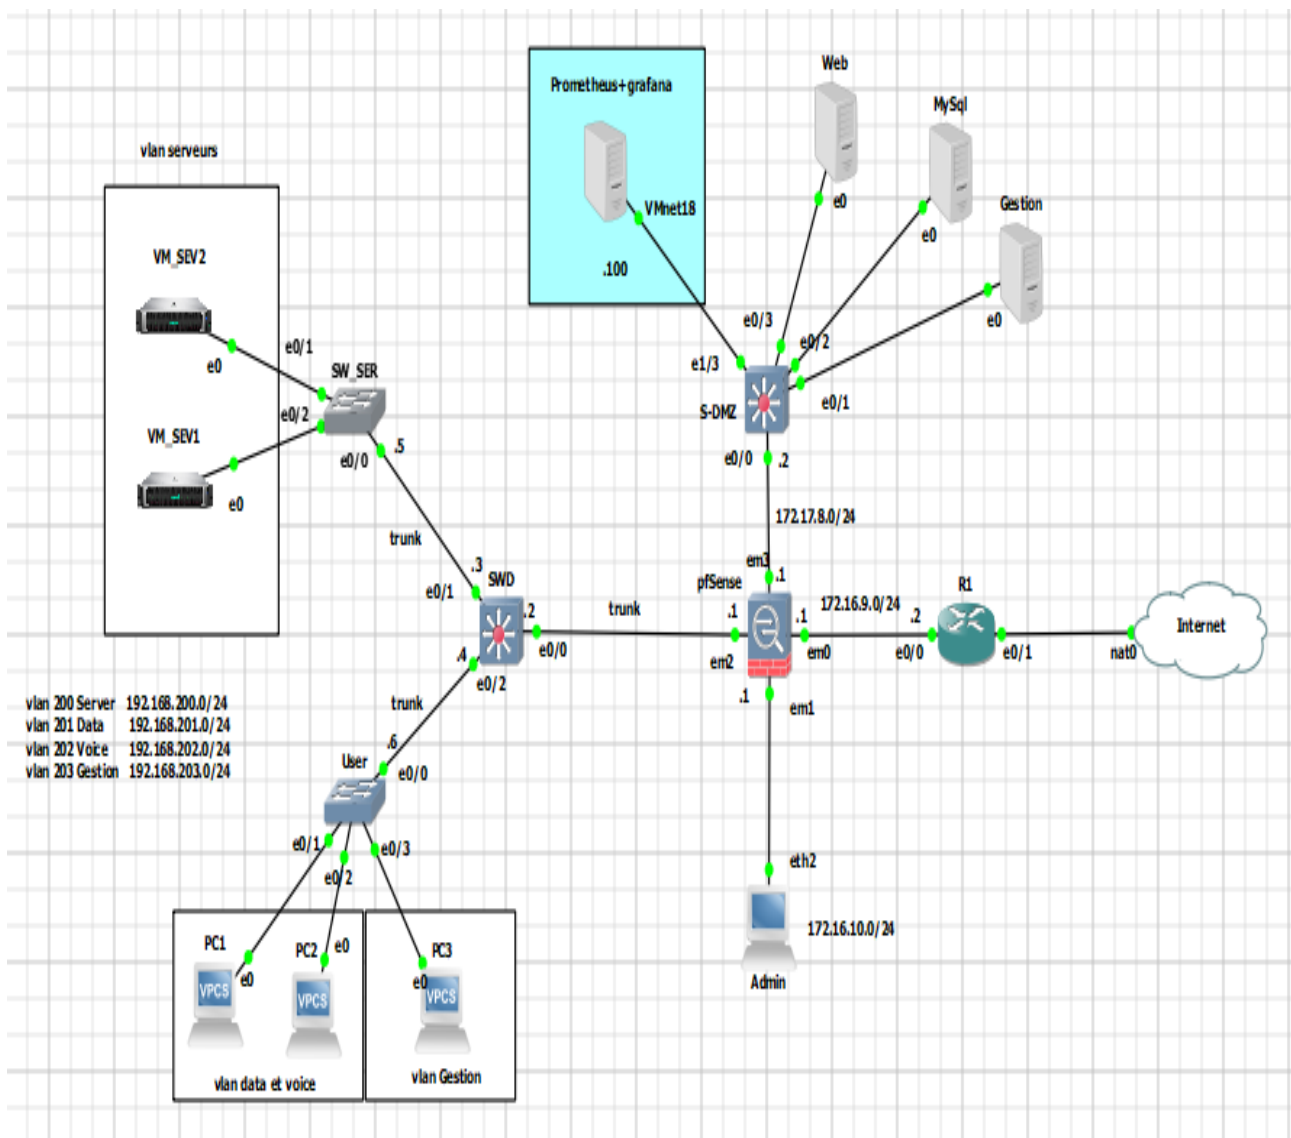 Web
Prometheus+grafana
MySql
vlan serveurs
e0
VMnet18
Gestion
e0
VM_SEV2
.100
e0/3
e0
e0/1
e0/2
e0
e1/3
SW_SER
e0/2
S-DMZ
e0/1
VM_SEV1
.5
e0/0
e0/0
.2
e0
172.17.8.0/24
trunk
em3
.3
.1
SWD
pfSense
R1
e0/1
.2
trunk
.1
172.16.9.0/24
.1
.2
Internet
.4
e0/0
em2
em0
e0/0
e0/1
nat0
e0/2
.1
em1
vlan 200 Server 192.168.200.0/24
vlan 201 Data 192.168.201.0/24
vlan 202 Voice 192.168.202.0/24
vlan 203 Gestion 192.168.203.0/24
trunk
.6
User
e0/0
e0/1
e0/3
e0/2
eth2
172.16.10.0/24
PC1
PC2
e0
PC3
e0
e0
VPCS
VPCS
VPCS
Admin
vlan data et voice
vlan Gestion